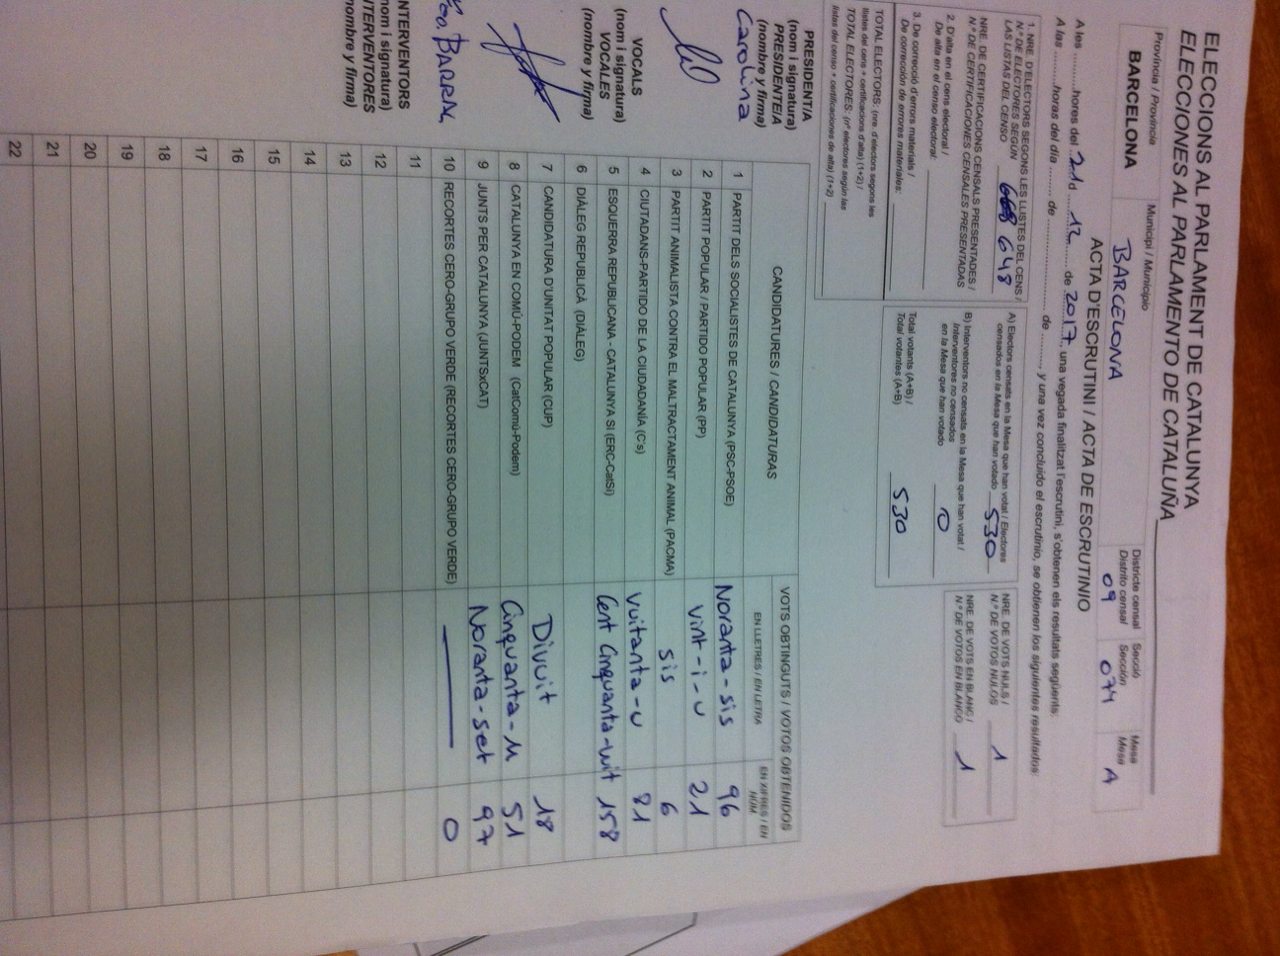 ELECCIONS AL PARLAMENT DE CATALUNYA
ELECCIONES AL PARLAMENTO DE CATALUÑA
Província / Provincia
BARCELONA
Municipi / Municipio
BARCELONA
Districte censal
Distrito censal
09
Secció
Sección
074
Mesa
Mesa
A
ACTA D'ESCRUTINI / ACTA DE ESCRUTINIO
A les ............hores del 21 d ..... 12 ........ de 2017, una vegada finalitzat l'escrutini, s'obtenen els resultats següents:
A las ............horas del día ........ de ........................ de ........, y una vez concluido el escrutinio, se obtienen los siguientes resultados:
1. NRE. D'ELECTORS SEGONS LES LLISTES DEL CENS /
Nº DE ELECTORES SEGÚN
LAS LISTAS DEL CENSO
648
NRE. DE CERTIFICACIONS CENSALS PRESENTADES /
N.º DE CERTIFICACIONES CENSALES PRESENTADAS
2. D'alta en el cens electoral /
De alta en el censo electoral:
3. De correcció d'errors materials /
De corrección de errores materiales:
TOTAL ELECTORS: (nre. d'electors segons les
llistes del cens + certificacions d'alta) (1+2) /
TOTAL ELECTORES: (nº electores según las
listas del censo + certificaciones de alta) (1+2)
A) Electors censats en la Mesa que han votat / Electores
censados en la Mesa que han votado 530
B) Interventors no censats en la Mesa que han votat /
Interventores no censados
en la Mesa que han votado 0
Total votants (A+B) /
Total votantes (A+B) 530
NRE. DE VOTS NULS /
N.º DE VOTOS NULOS 1
NRE. DE VOTS EN BLANC /
N.º DE VOTOS EN BLANCO 1
PRESIDENT/A
(nom i signatura)
PRESIDENTE/A
(nombre y firma)
Carolina
VOCALS
(nom i signatura)
VOCALES
(nombre y firma)
INTERVENTORS
(nom i signatura)
INTERVENTORES
(nombre y firma)
CANDIDATURES / CANDIDATURAS
VOTS OBTINGUTS / VOTOS OBTENIDOS
EN LLETRES / EN LETRA
EN XIFRES / EN NÚM.
1 PARTIT DELS SOCIALISTES DE CATALUNYA (PSC-PSOE) Noranta-sis 96
2 PARTIT POPULAR / PARTIDO POPULAR (PP) Vint-i-u 21
3 PARTIT ANIMALISTA CONTRA EL MALTRACTAMENT ANIMAL (PACMA) sis 6
4 CIUTADANS-PARTIDO DE LA CIUDADANÍA (C's) Vuitanta-u 81
5 ESQUERRA REPUBLICANA - CATALUNYA SÍ (ERC-CatSí) Cent Cinquanta-vuit 158
6 DIÀLEG REPUBLICÀ (DIÀLEG)
7 CANDIDATURA D'UNITAT POPULAR (CUP) Divuit 18
8 CATALUNYA EN COMÚ-PODEM (CatComú-Podem) Cinquanta-u 51
9 JUNTS PER CATALUNYA (JUNTSxCAT) Noranta-set 97
10 RECORTES CERO-GRUPO VERDE (RECORTES CERO-GRUPO VERDE) 0
11
12
13
14
15
16
17
18
19
20
21
22